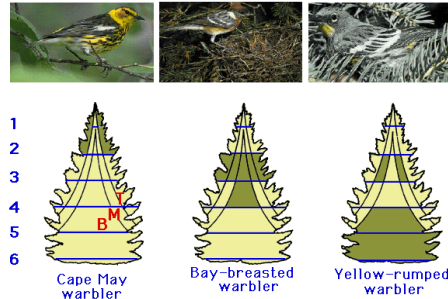 1
2
3
4
5
6
T
M
B
Cape May
warbler
Bay-breasted
warbler
Yellow-rumped
warbler